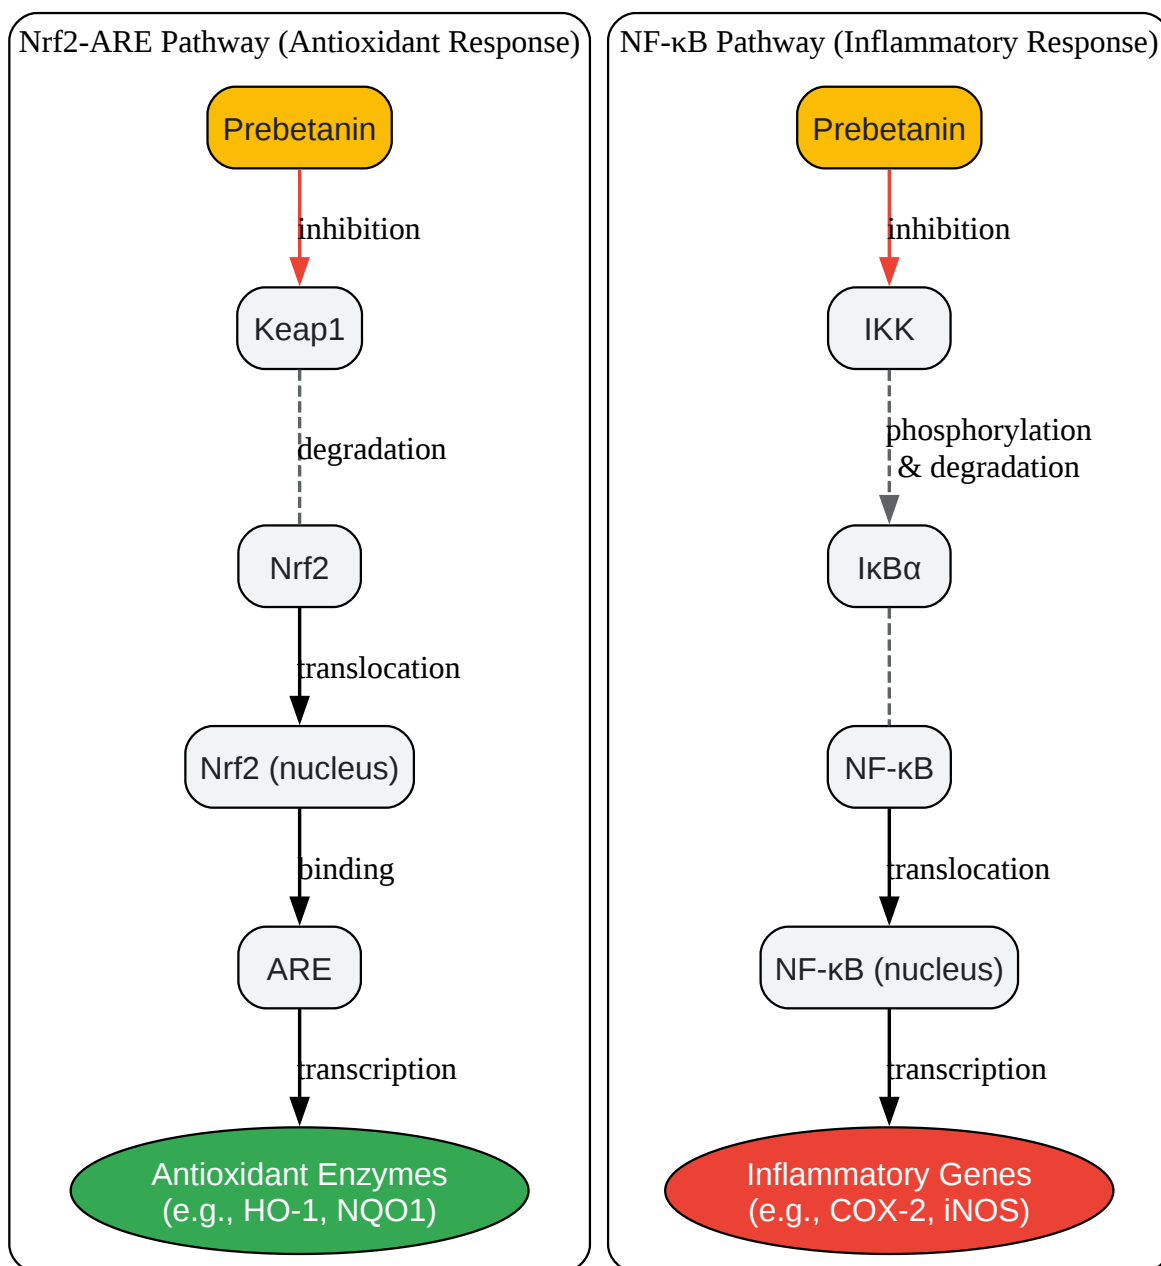 Nrf2-ARE Pathway (Antioxidant Response)
Prebetanin
inhibition
Keap1
degradation
Nrf2
translocation
Nrf2 (nucleus)
binding
ARE
transcription
Antioxidant Enzymes
(e.g., HO-1, NQO1)
NF-κB Pathway (Inflammatory Response)
Prebetanin
inhibition
IKK
phosphorylation
& degradation
IκBα
NF-κB
translocation
NF-κB (nucleus)
transcription
Inflammatory Genes
(e.g., COX-2, iNOS)